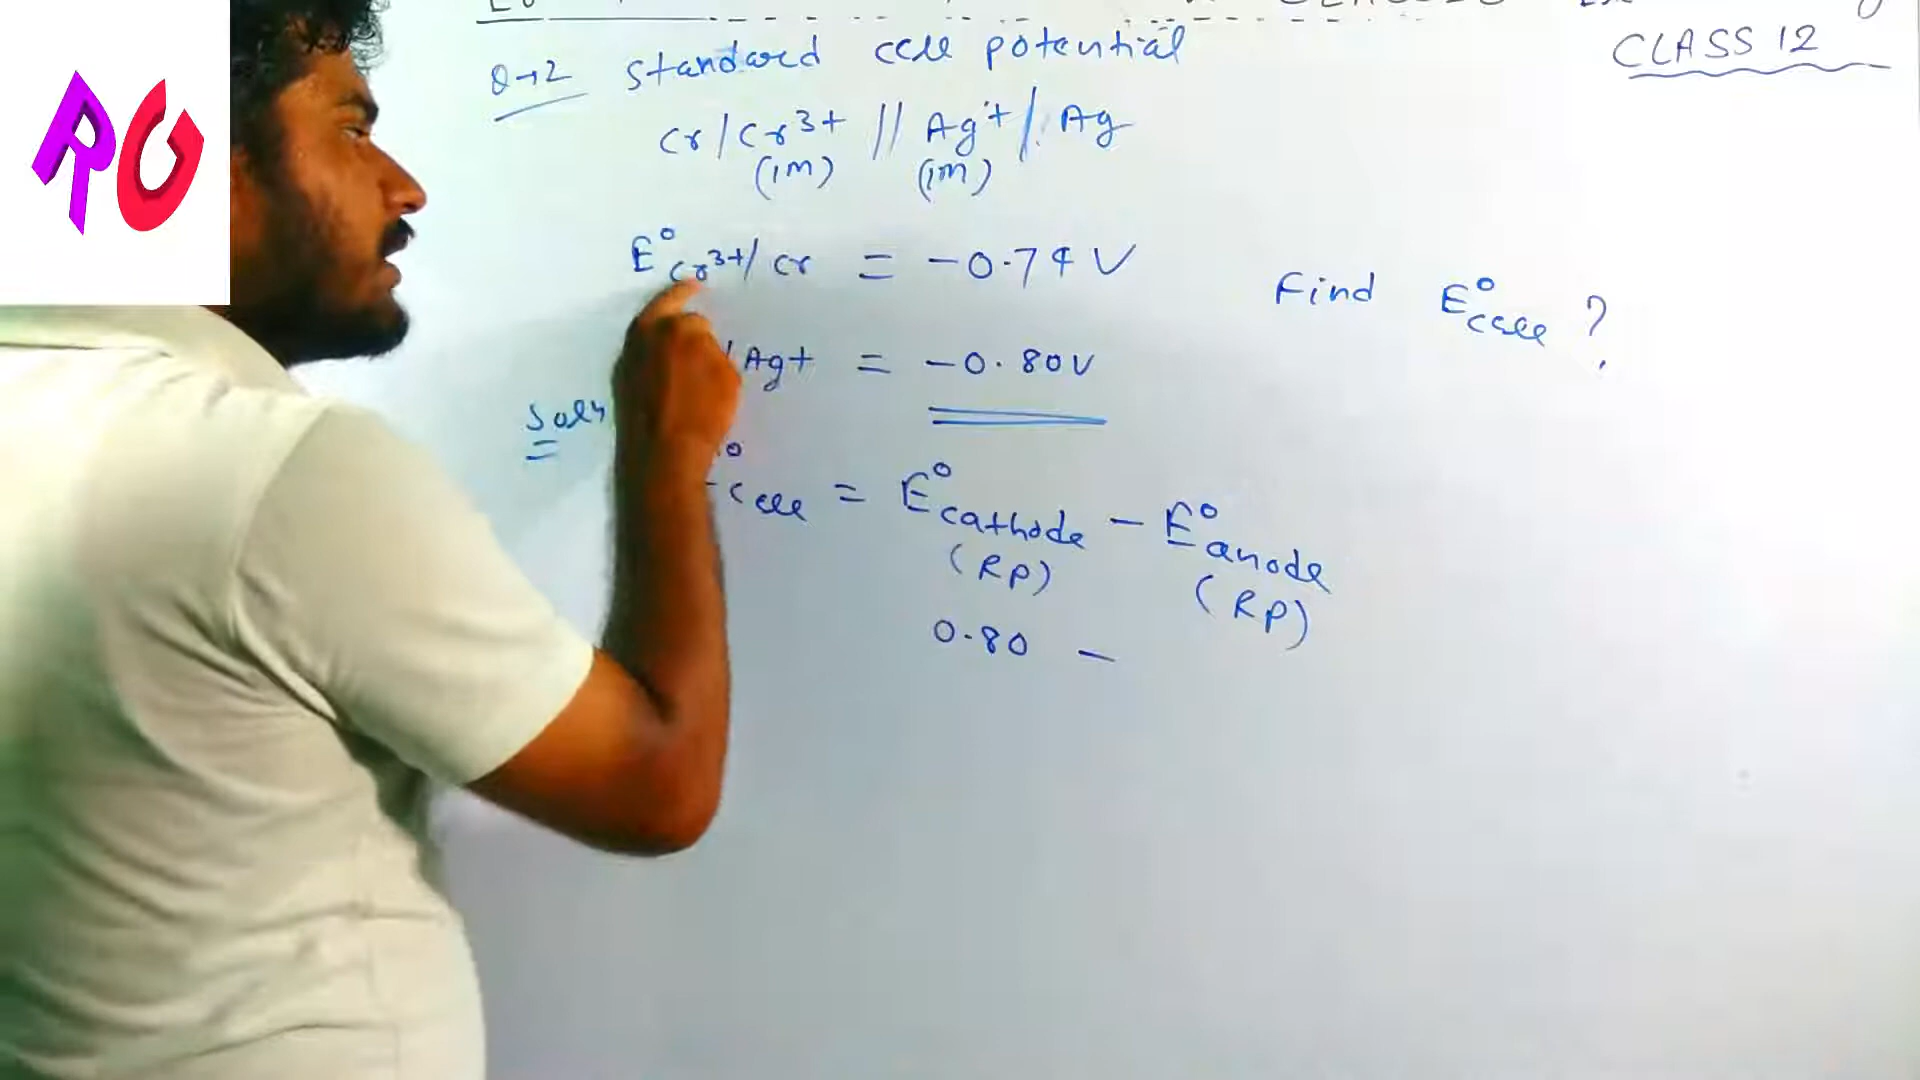 CLASS 12
Q→2 Standard cell potential
Cr / Cr3+ // Ag+ / Ag
(1M) (1M)
E° Cr3+/ Cr = -0.74 V
Find E°cell ?
/Ag+ = -0.80V
Soln
cell = E°cathode - E°anode
(RP) (RP)
0.80 -
RG